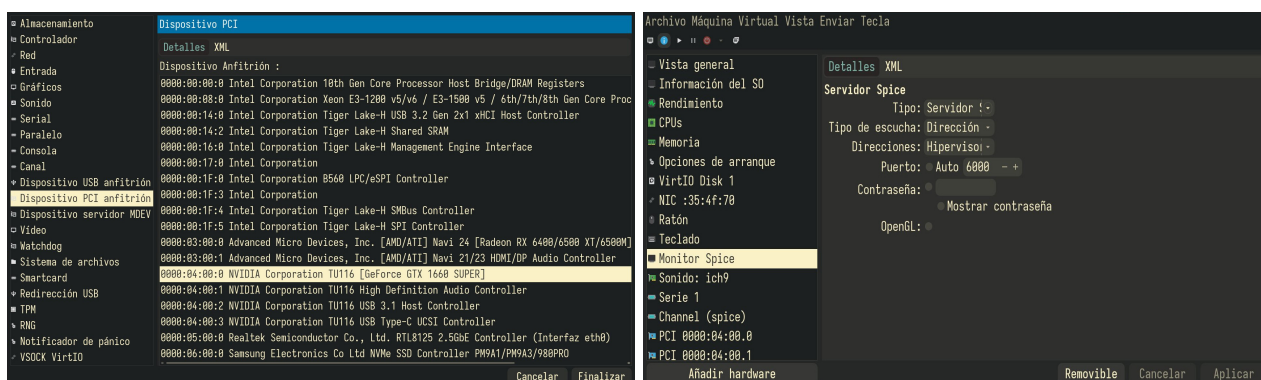 Almacenamiento
Controlador
Red
Entrada
Gráficos
Sonido
Serial
Paralelo
Consola
Canal
Dispositivo USB anfitrión
Dispositivo PCI anfitrión
Dispositivo servidor MDEV
Vídeo
Watchdog
Sistema de archivos
Smartcard
Redirección USB
TPM
RNG
Notificador de pánico
VSOCK VirtIO
Dispositivo PCI
Detalles XML
Dispositivo Anfitrión :
0000:00:00:0 Intel Corporation 10th Gen Core Processor Host Bridge/DRAM Registers
0000:00:08:0 Intel Corporation Xeon E3-1200 v5/v6 / E3-1500 v5 / 6th/7th/8th Gen Core Proc
0000:00:14:0 Intel Corporation Tiger Lake-H USB 3.2 Gen 2x1 xHCI Host Controller
0000:00:14:2 Intel Corporation Tiger Lake-H Shared SRAM
0000:00:16:0 Intel Corporation Tiger Lake-H Management Engine Interface
0000:00:17:0 Intel Corporation
0000:00:1F:0 Intel Corporation B560 LPC/eSPI Controller
0000:00:1F:3 Intel Corporation
0000:00:1F:4 Intel Corporation Tiger Lake-H SMBus Controller
0000:00:1F:5 Intel Corporation Tiger Lake-H SPI Controller
0000:03:00:0 Advanced Micro Devices, Inc. [AMD/ATI] Navi 24 [Radeon RX 6400/6500 XT/6500M]
0000:03:00:1 Advanced Micro Devices, Inc. [AMD/ATI] Navi 21/23 HDMI/DP Audio Controller
0000:04:00:0 NVIDIA Corporation TU116 [GeForce GTX 1660 SUPER]
0000:04:00:1 NVIDIA Corporation TU116 High Definition Audio Controller
0000:04:00:2 NVIDIA Corporation TU116 USB 3.1 Host Controller
0000:04:00:3 NVIDIA Corporation TU116 USB Type-C UCSI Controller
0000:05:00:0 Realtek Semiconductor Co., Ltd. RTL8125 2.5GbE Controller (Interfaz eth0)
0000:06:00:0 Samsung Electronics Co Ltd NVMe SSD Controller PM9A1/PM9A3/980PRO
Cancelar Finalizar
Archivo Máquina Virtual Vista Enviar Tecla
Vista general
Información del SO
Rendimiento
CPUs
Memoria
Opciones de arranque
VirtIO Disk 1
NIC :35:4f:70
Ratón
Teclado
Monitor Spice
Sonido: ich9
Serie 1
Channel (spice)
PCI 0000:04:00.0
PCI 0000:04:00.1
Añadir hardware
Detalles XML
Servidor Spice
Tipo: Servidor
Tipo de escucha: Dirección
Direcciones: Hipervisor
Puerto: Auto 6000 - +
Contraseña:
Mostrar contraseña
OpenGL:
Removible Cancelar Aplicar